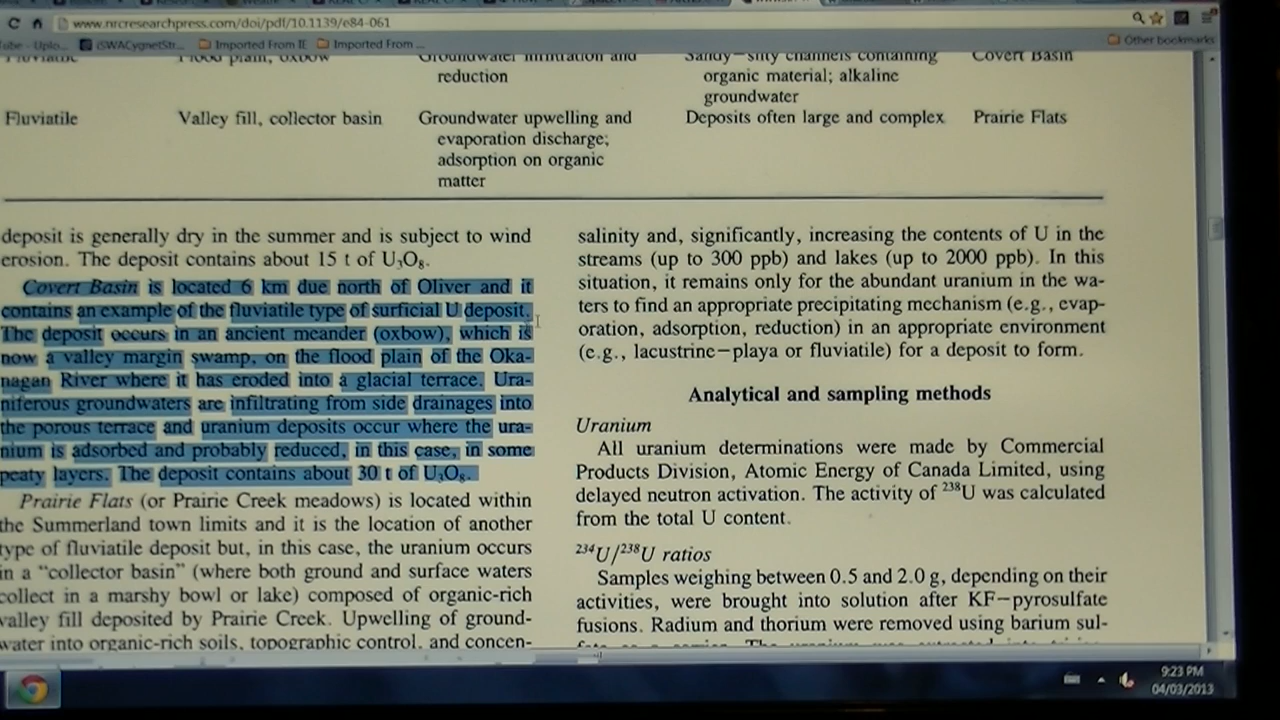 www.nrcresearchpress.com/doi/pdf/10.1139/e84-061
Imported From IE
Imported From ...
Other bookmarks
Fluviatile Flood plain, oxbow Groundwater infiltration and Sandy-silty channels containing Covert Basin
reduction organic material; alkaline
groundwater
Fluviatile Valley fill, collector basin Groundwater upwelling and Deposits often large and complex Prairie Flats
evaporation discharge;
adsorption on organic
matter
deposit is generally dry in the summer and is subject to wind
erosion. The deposit contains about 15 t of U₃O₈.
Covert Basin is located 6 km due north of Oliver and it
contains an example of the fluviatile type of surficial U deposit.
The deposit occurs in an ancient meander (oxbow), which is
now a valley margin swamp, on the flood plain of the Oka-
nagan River where it has eroded into a glacial terrace. Ura-
niferous groundwaters are infiltrating from side drainages into
the porous terrace and uranium deposits occur where the ura-
nium is adsorbed and probably reduced, in this case, in some
peaty layers. The deposit contains about 30 t of U₃O₈.
Prairie Flats (or Prairie Creek meadows) is located within
the Summerland town limits and it is the location of another
type of fluviatile deposit but, in this case, the uranium occurs
in a “collector basin” (where both ground and surface waters
collect in a marshy bowl or lake) composed of organic-rich
valley fill deposited by Prairie Creek. Upwelling of ground-
water into organic-rich soils, topographic control, and concen-
salinity and, significantly, increasing the contents of U in the
streams (up to 300 ppb) and lakes (up to 2000 ppb). In this
situation, it remains only for the abundant uranium in the wa-
ters to find an appropriate precipitating mechanism (e.g., evap-
oration, adsorption, reduction) in an appropriate environment
(e.g., lacustrine–playa or fluviatile) for a deposit to form.
Analytical and sampling methods
Uranium
All uranium determinations were made by Commercial
Products Division, Atomic Energy of Canada Limited, using
delayed neutron activation. The activity of ²³⁸U was calculated
from the total U content.
²³⁴U/²³⁸U ratios
Samples weighing between 0.5 and 2.0 g, depending on their
activities, were brought into solution after KF–pyrosulfate
fusions. Radium and thorium were removed using barium sul-
9:23 PM
04/03/2013